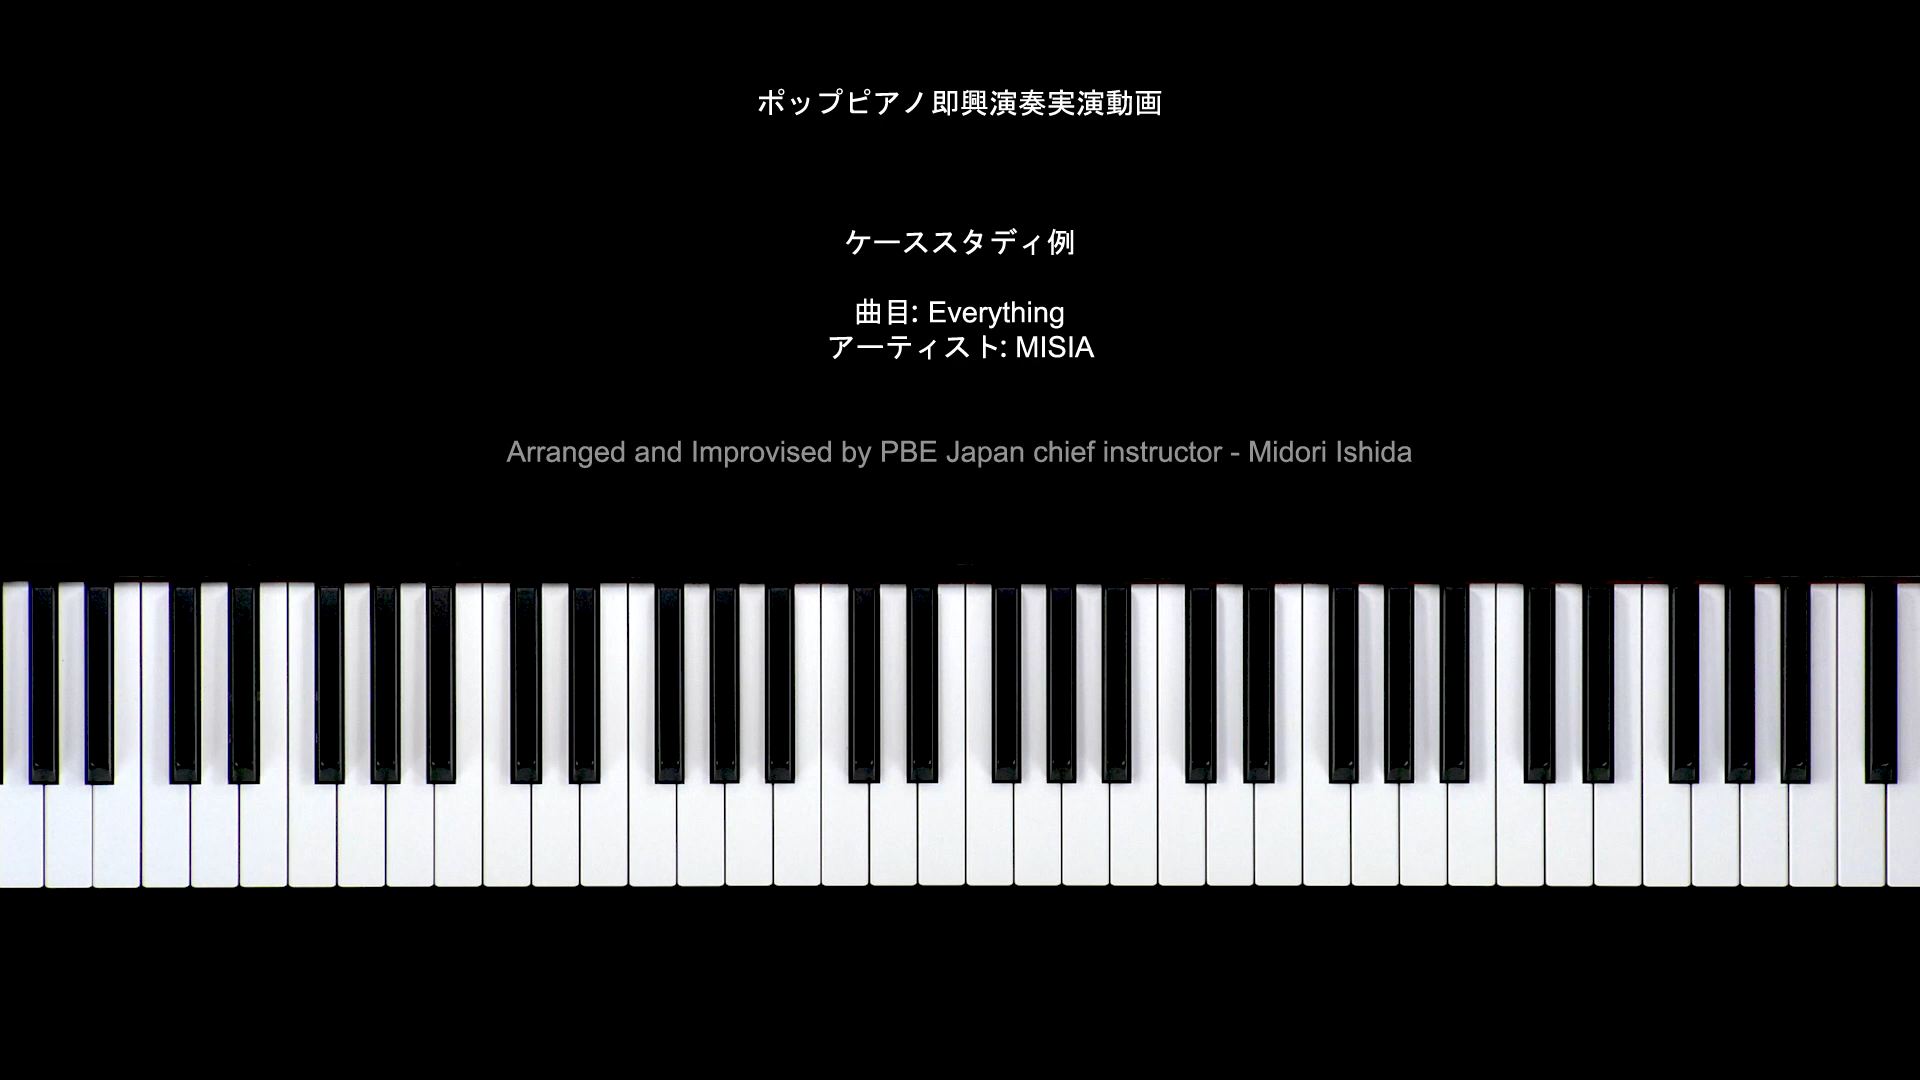 ポップピアノ即興演奏実演動画
ケーススタディ例
曲目: Everything
アーティスト: MISIA
Arranged and Improvised by PBE Japan chief instructor - Midori Ishida